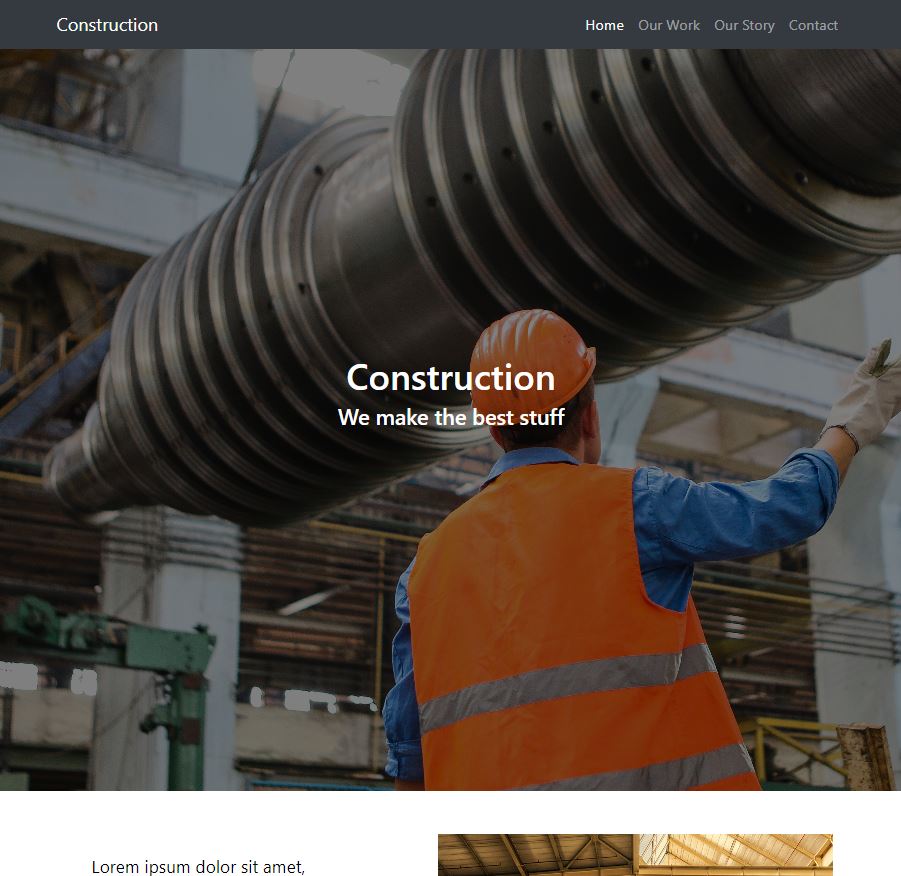 Construction
Home Our Work Our Story Contact
Construction
We make the best stuff
Lorem ipsum dolor sit amet,